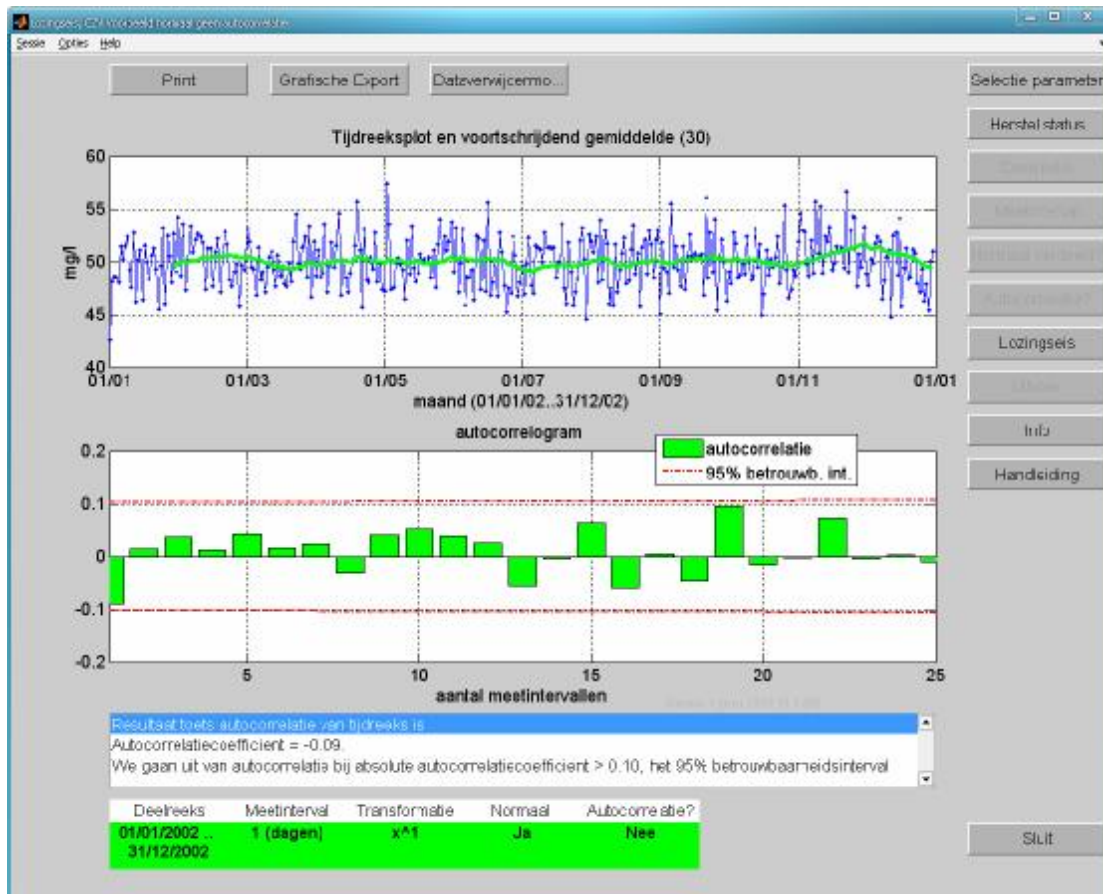 Sessie Opties Help
Print Grafische Export
Selectie parameter
Herstel status
Lozingseis
Info
Handleiding
Tijdreeksplot en voortschrijdend gemiddelde (30)
60
55
50
45
40
mg/l
01/01 01/03 01/05 01/07 01/09 01/11 01/01
maand (01/01/02..31/12/02)
autocorrelogram
autocorrelatie
95% betrouwb. int.
0.2
0.1
0
-0.1
-0.2
5 10 15 20 25
aantal meetintervallen
Resultaat toets autocorrelatie van tijdreeks is
Autocorrelatiecoefficient = -0.09.
We gaan uit van autocorrelatie bij absolute autocorrelatiecoefficient > 0.10, het 95% betrouwbaarheidsinterval
Deelreeks Meetinterval Transformatie Normaal Autocorrelatie?
01/01/2002 .. 1 (dagen) x^1 Ja Nee
31/12/2002
Sluit